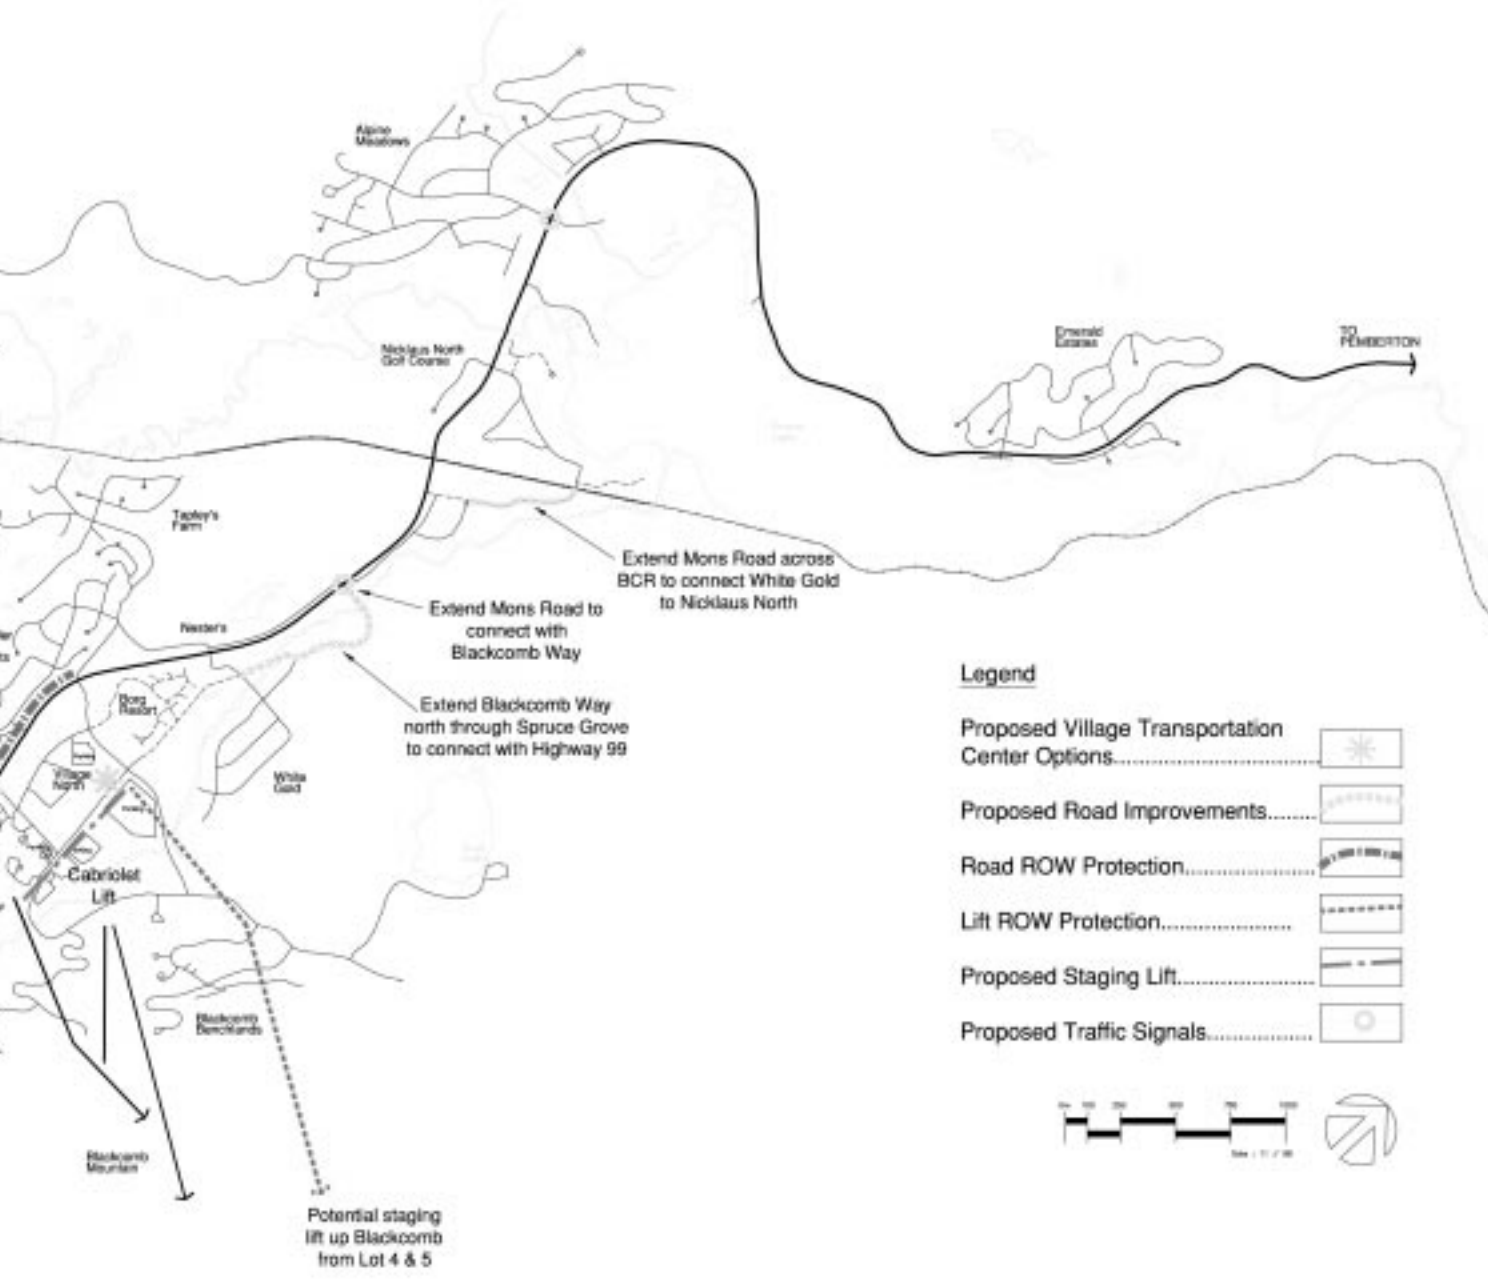 Alpine
Meadows
Nicklaus North
Golf Course
Emerald
Estates
TO
PEMBERTON
Tapley's
Farm
Extend Mons Road across
BCR to connect White Gold
to Nicklaus North
Extend Mons Road to
connect with
Blackcomb Way
Nester's
Extend Blackcomb Way
north through Spruce Grove
to connect with Highway 99
Legend
Proposed Village Transportation
Center Options
Proposed Road Improvements
Road ROW Protection
Lift ROW Protection
Proposed Staging Lift
Proposed Traffic Signals
Resort
Village
North
White
Gold
Cabriolet
Lift
Blackcomb
Benchlands
Blackcomb
Mountain
Potential staging
lift up Blackcomb
from Lot 4 & 5